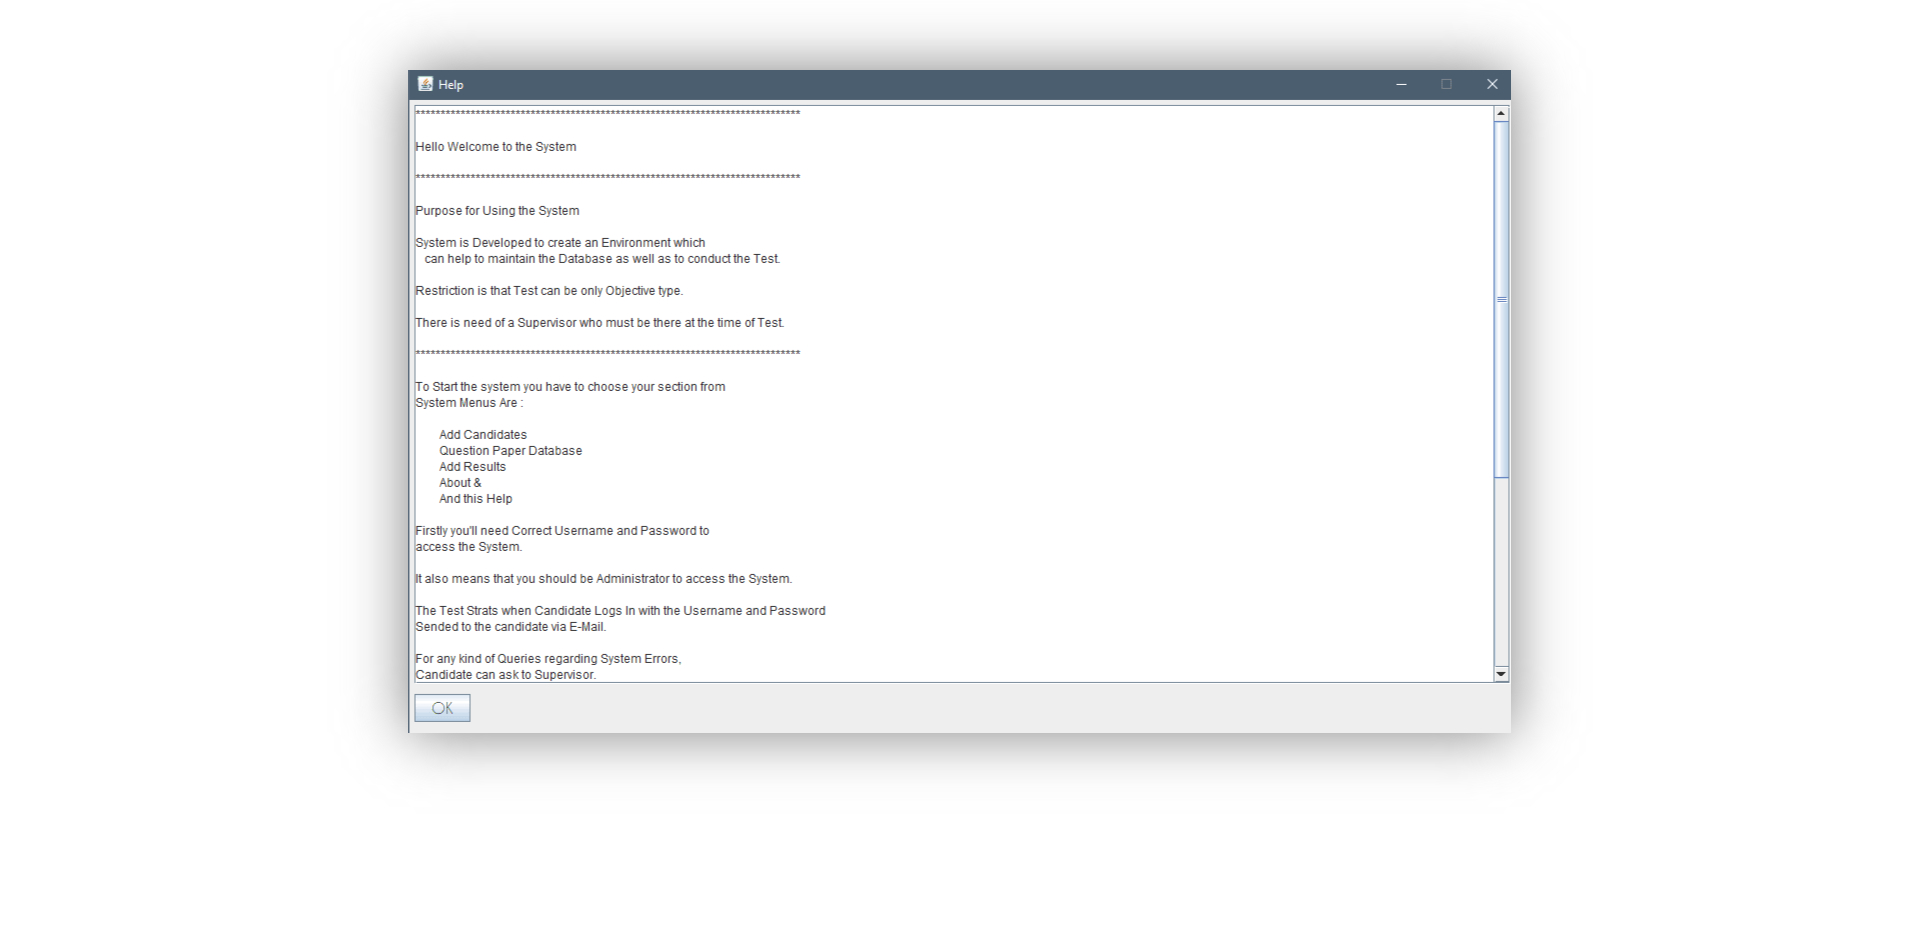 Help
*****************************************************************************
Hello Welcome to the System
*****************************************************************************
Purpose for Using the System
System is Developed to create an Environment which
can help to maintain the Database as well as to conduct the Test.
Restriction is that Test can be only Objective type.
There is need of a Supervisor who must be there at the time of Test.
*****************************************************************************
To Start the system you have to choose your section from
System Menus Are :
Add Candidates
Question Paper Database
Add Results
About &
And this Help
Firstly you'll need Correct Username and Password to
access the System.
It also means that you should be Administrator to access the System.
The Test Strats when Candidate Logs In with the Username and Password
Sended to the candidate via E-Mail.
For any kind of Queries regarding System Errors,
Candidate can ask to Supervisor.
OK